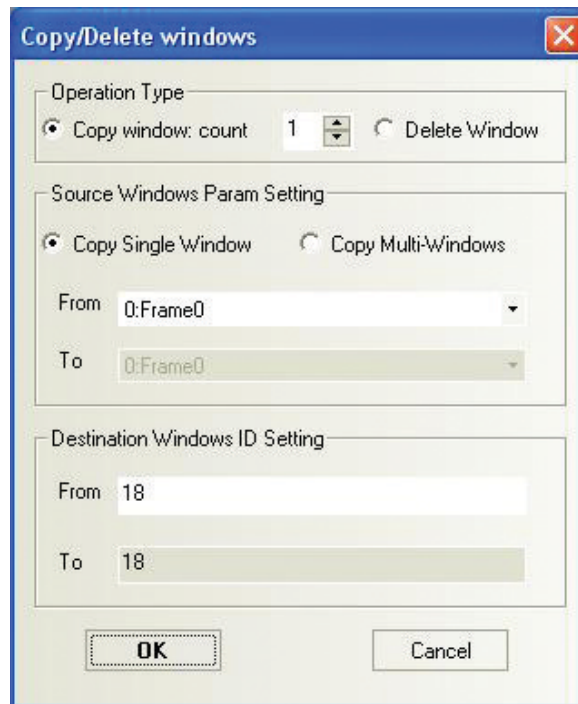 Copy/Delete windows
Operation Type
Copy window: count 1 Delete Window
Source Windows Param Setting
Copy Single Window Copy Multi-Windows
From 0:Frame0
To 0:Frame0
Destination Windows ID Setting
From 18
To 18
OK Cancel